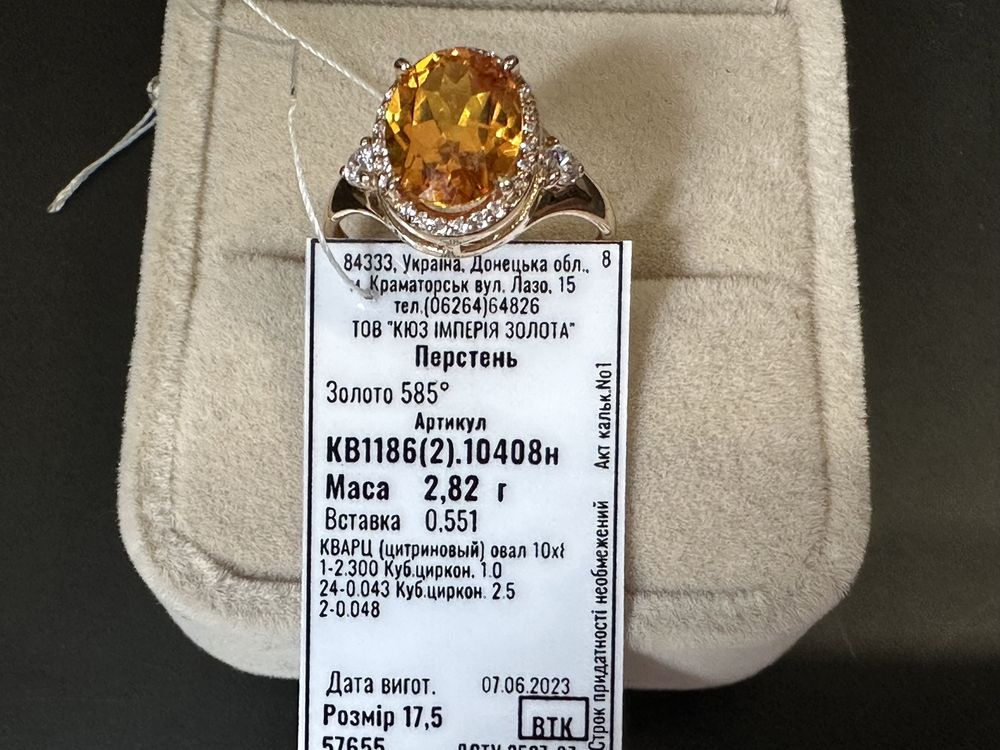 84333, Україна, Донецька обл., 8
м. Краматорськ вул. Лазо, 15
тел.(06264)64826
ТОВ "КЮЗ ІМПЕРІЯ ЗОЛОТА"
Перстень
Золото 585°
Артикул
КВ1186(2).10408н
Маса 2,82 г
Вставка 0,551
КВАРЦ (цитриновый) овал 10х8
1-2.300 Куб.циркон. 1.0
24-0.043 Куб.циркон. 2.5
2-0.048
Дата вигот. 07.06.2023
Розмір 17,5
ВТК
57655
Строк придатності необмежений Акт кальк.No1